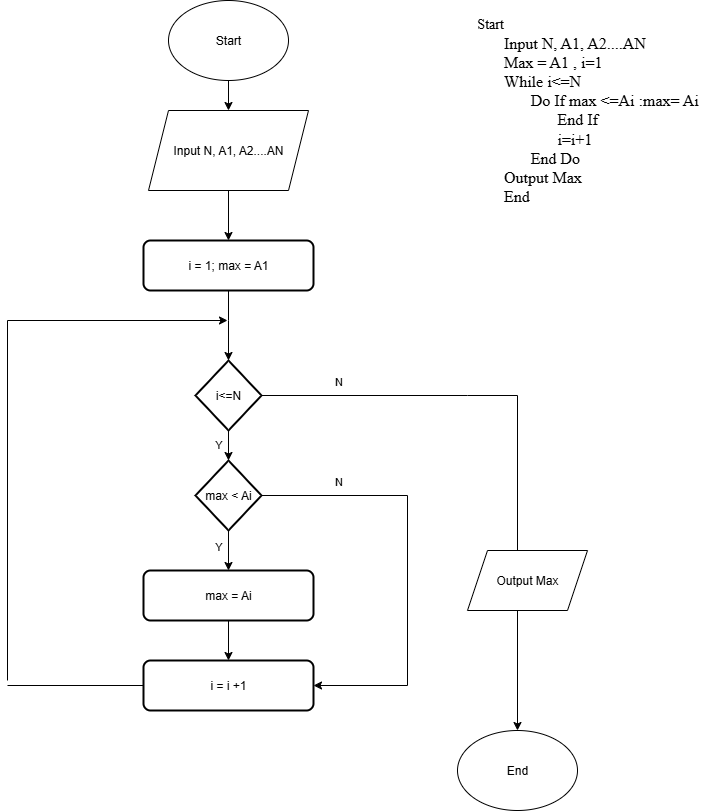 Start
Input N, A1, A2....AN
i = 1; max = A1
i<=N
N
Y
max < Ai
N
Y
max = Ai
i = i +1
Output Max
End
Start
Input N, A1, A2....AN
Max = A1 , i=1
While i<=N
Do If max <=Ai :max= Ai
End If
i=i+1
End Do
Output Max
End